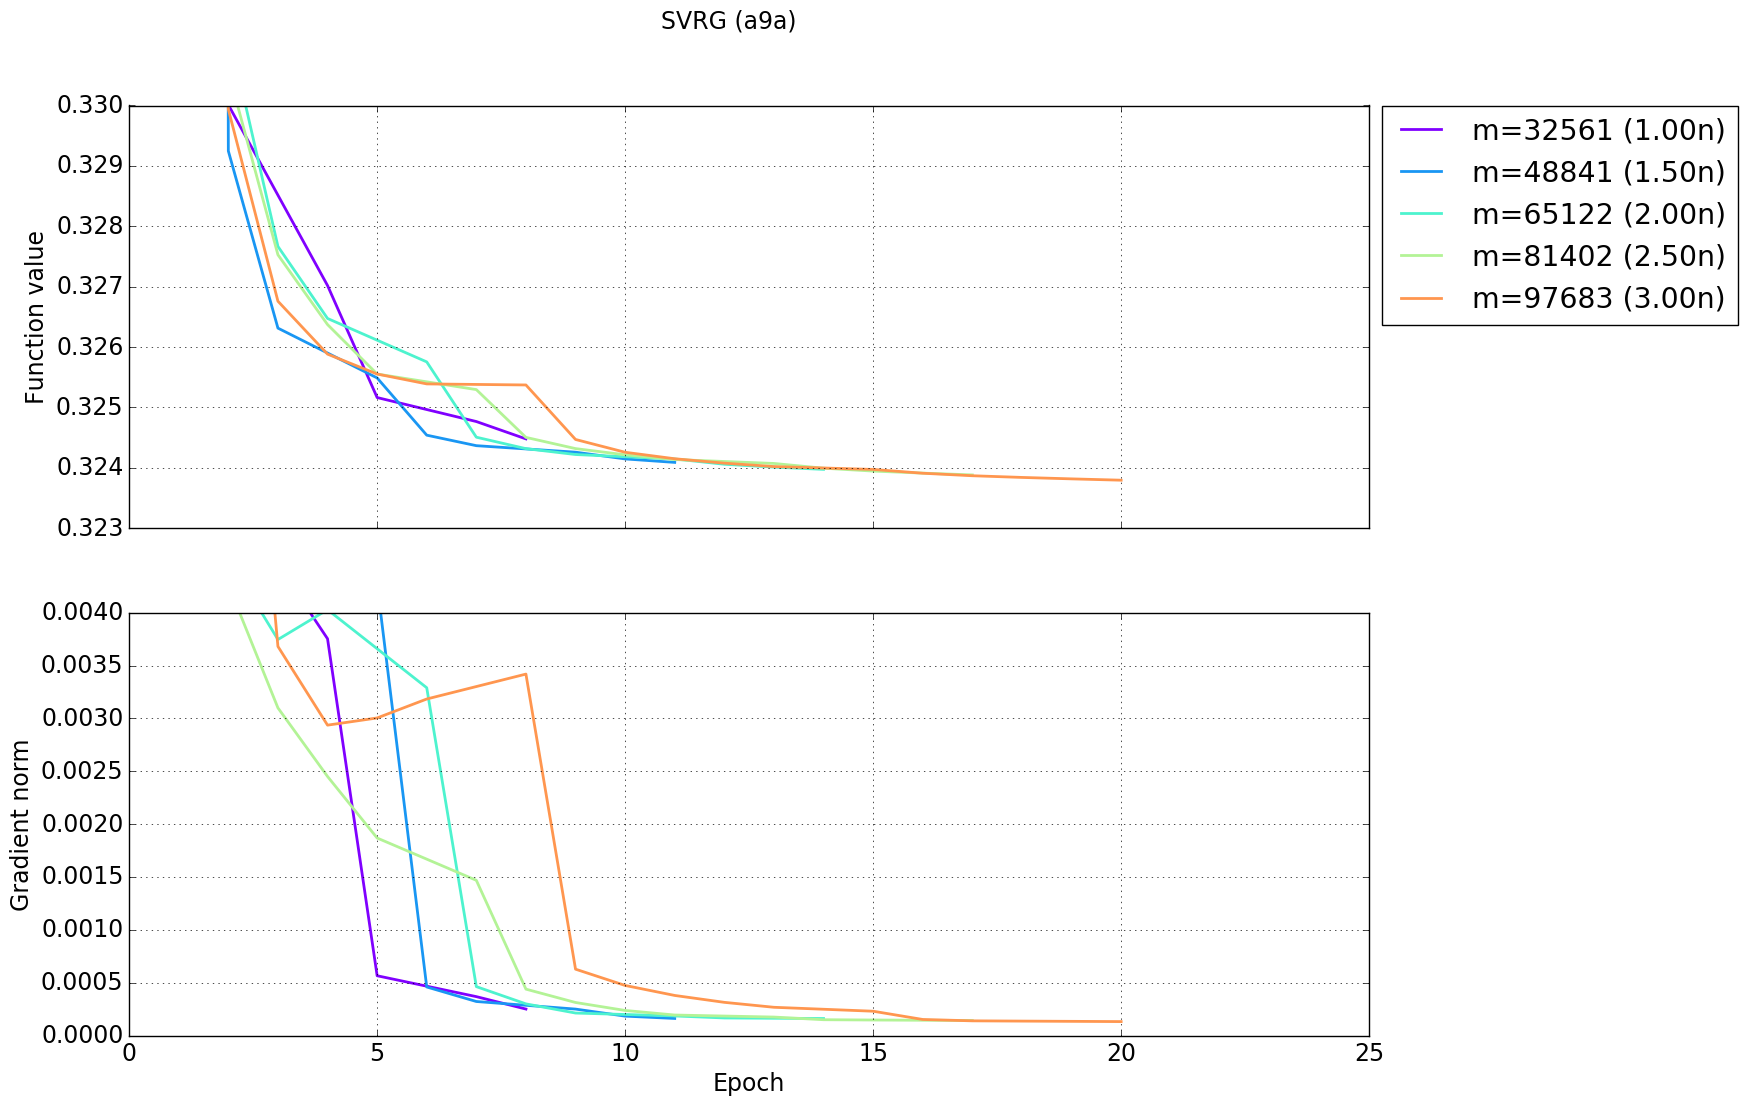 SVRG (a9a)
0.330
0.329
0.328
0.327
0.326
0.325
0.324
0.323
Function value
m=32561 (1.00n)
m=48841 (1.50n)
m=65122 (2.00n)
m=81402 (2.50n)
m=97683 (3.00n)
0.0040
0.0035
0.0030
0.0025
0.0020
0.0015
0.0010
0.0005
0.0000
Gradient norm
0 5 10 15 20 25
Epoch